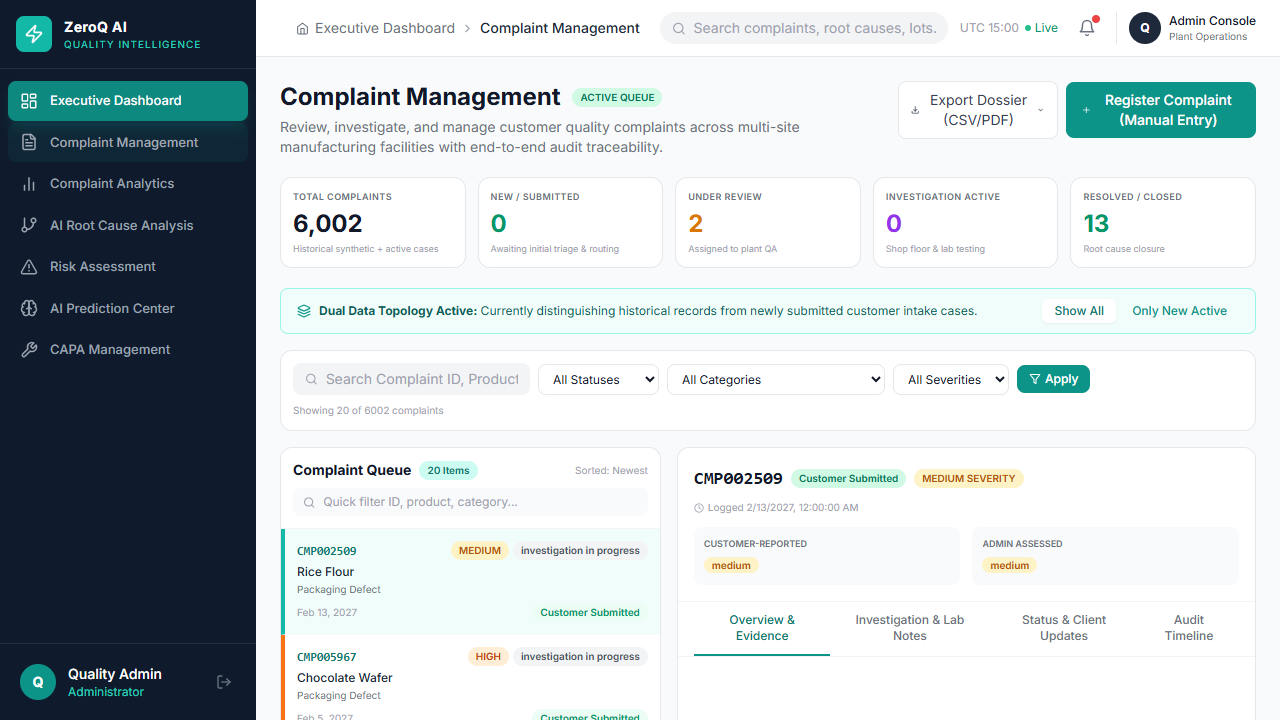 ZeroQ AI
QUALITY INTELLIGENCE
Executive Dashboard
Complaint Management
Complaint Analytics
AI Root Cause Analysis
Risk Assessment
AI Prediction Center
CAPA Management
Q
Quality Admin
Administrator
Executive Dashboard > Complaint Management
Search complaints, root causes, lots.
UTC 15:00 Live
Q
Admin Console
Plant Operations
Complaint Management ACTIVE QUEUE
Review, investigate, and manage customer quality complaints across multi-site
manufacturing facilities with end-to-end audit traceability.
Export Dossier
(CSV/PDF)
+ Register Complaint
(Manual Entry)
TOTAL COMPLAINTS
6,002
Historical synthetic + active cases
NEW / SUBMITTED
0
Awaiting initial triage & routing
UNDER REVIEW
2
Assigned to plant QA
INVESTIGATION ACTIVE
0
Shop floor & lab testing
RESOLVED / CLOSED
13
Root cause closure
Dual Data Topology Active: Currently distinguishing historical records from newly submitted customer intake cases.
Show All
Only New Active
Search Complaint ID, Product
All Statuses
All Categories
All Severities
Apply
Showing 20 of 6002 complaints
Complaint Queue 20 Items
Sorted: Newest
Quick filter ID, product, category...
CMP002509 MEDIUM investigation in progress
Rice Flour
Packaging Defect
Feb 13, 2027 Customer Submitted
CMP005967 HIGH investigation in progress
Chocolate Wafer
Packaging Defect
Feb 5, 2027 Customer Submitted
CMP002509 Customer Submitted MEDIUM SEVERITY
Logged 2/13/2027, 12:00:00 AM
CUSTOMER-REPORTED
medium
ADMIN ASSESSED
medium
Overview &
Evidence
Investigation & Lab
Notes
Status & Client
Updates
Audit
Timeline